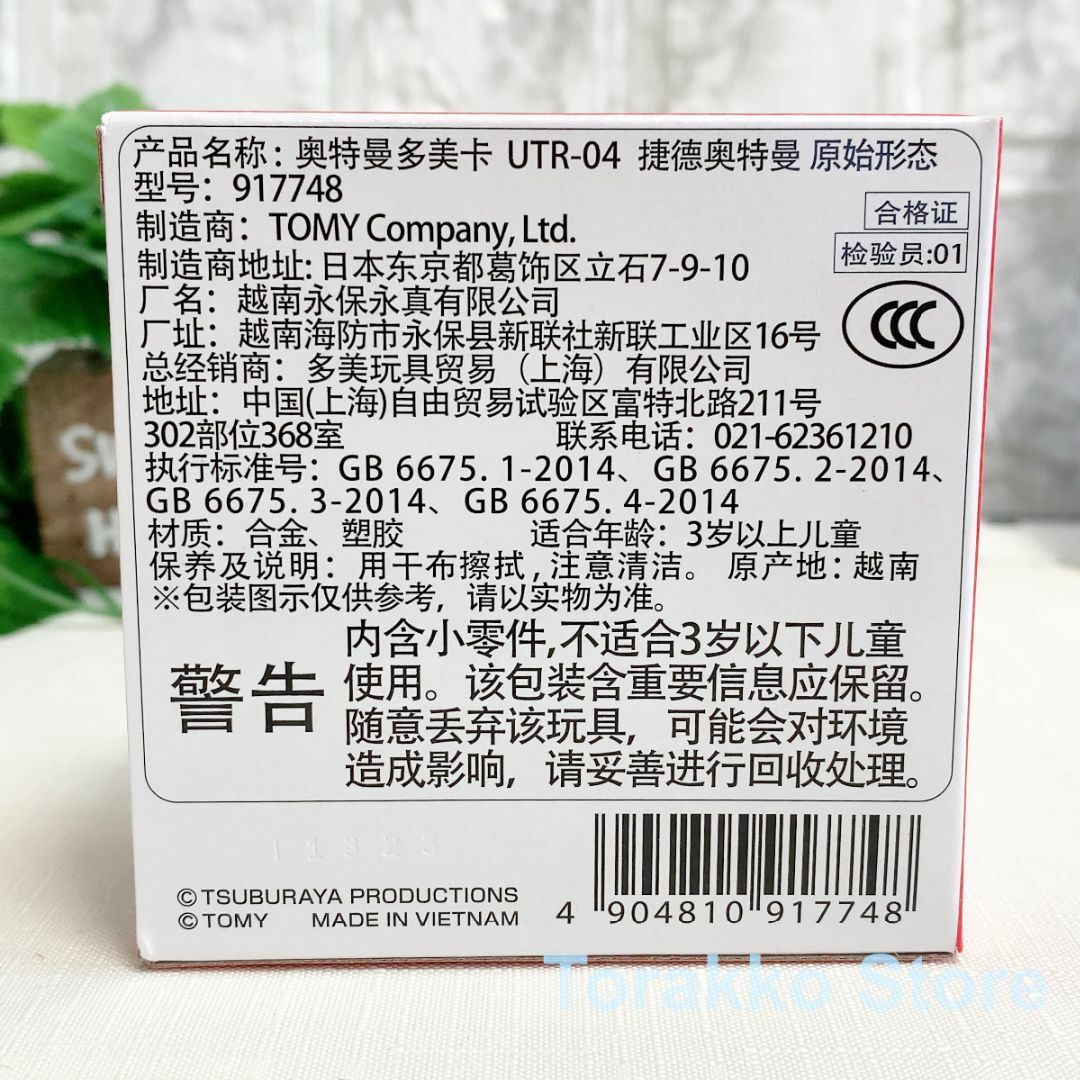 产品名称：奥特曼多美卡 UTR-04 捷德奥特曼 原始形态
型号：917748
合格证
制造商：TOMY Company, Ltd.
检验员:01
制造商地址：日本东京都葛饰区立石7-9-10
厂名：越南永保永真有限公司
CCC
厂址：越南海防市永保县新联社新联工业区16号
总经销商：多美玩具贸易（上海）有限公司
地址：中国(上海)自由贸易试验区富特北路211号
302部位368室 联系电话：021-62361210
执行标准号：GB 6675. 1-2014、GB 6675. 2-2014、
GB 6675. 3-2014、GB 6675. 4-2014
材质：合金、塑胶 适合年龄：3岁以上儿童
保养及说明：用干布擦拭,注意清洁。 原产地：越南
※包装图示仅供参考，请以实物为准。
警告
内含小零件,不适合3岁以下儿童
使用。该包装含重要信息应保留。
随意丢弃该玩具，可能会对环境
造成影响，请妥善进行回收处理。
© TSUBURAYA PRODUCTIONS
© TOMY MADE IN VIETNAM
4 904810 917748
Torakko Store